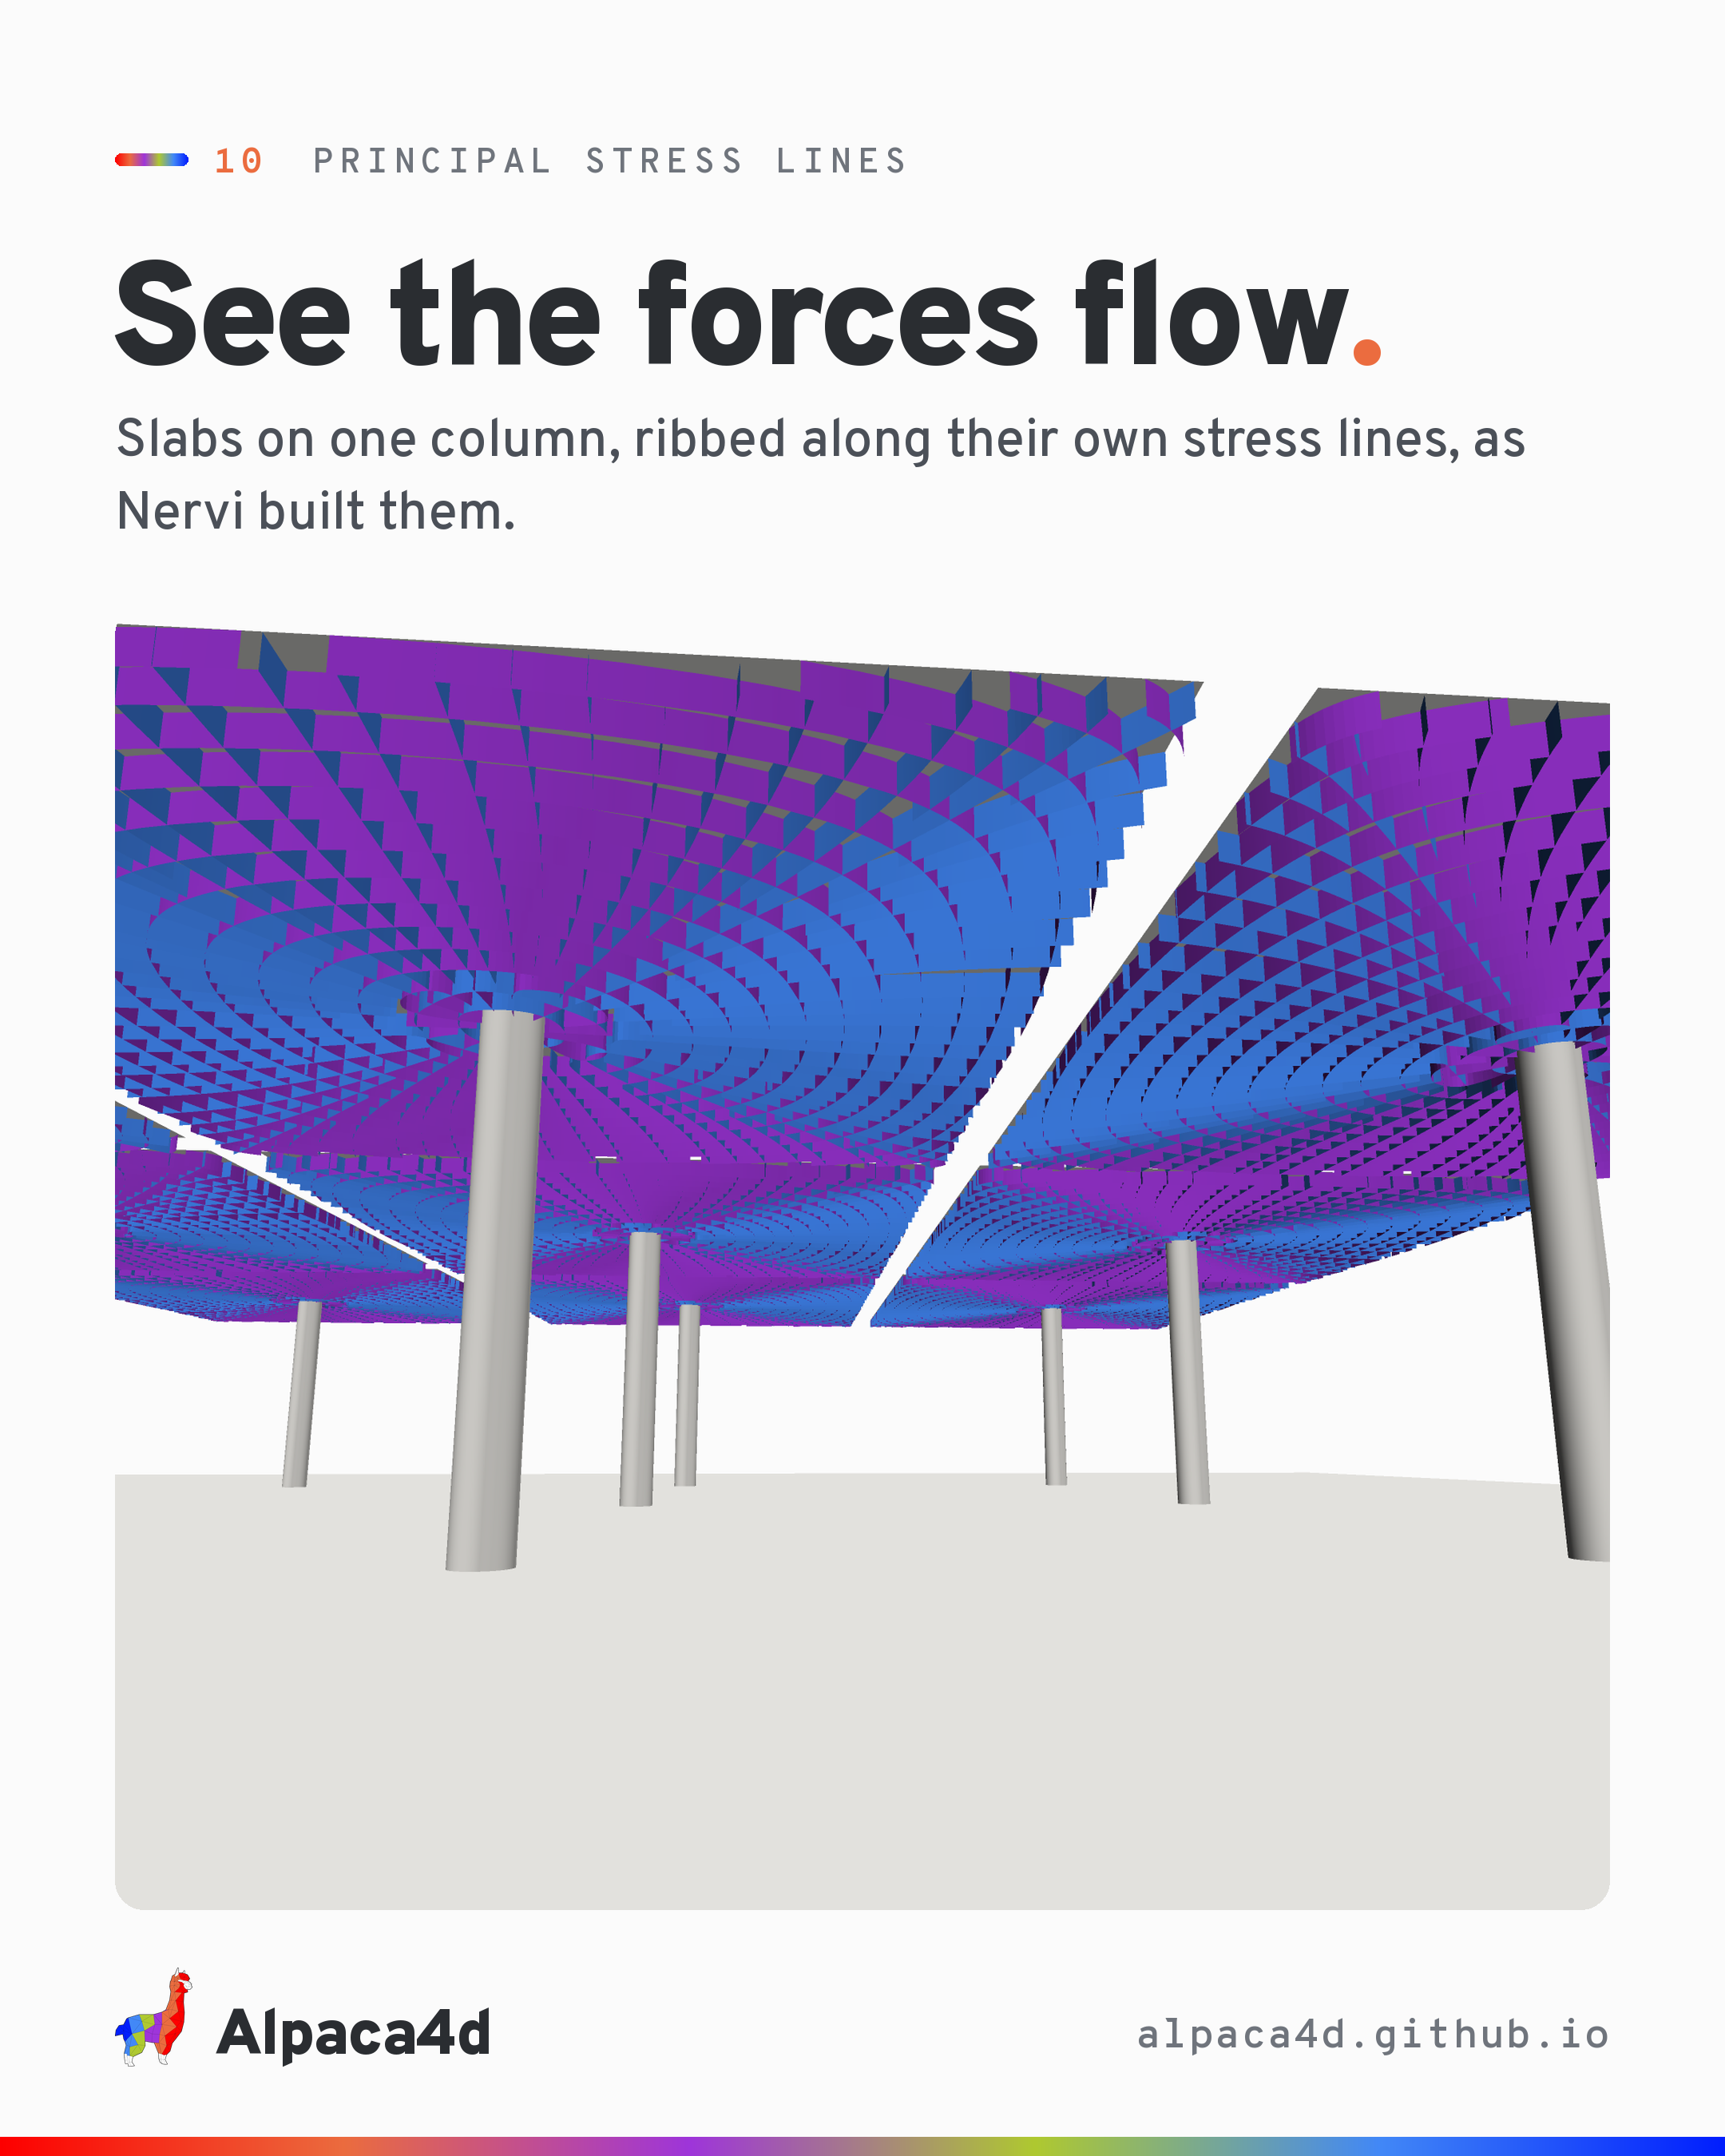 10 PRINCIPAL STRESS LINES
See the forces flow.
Slabs on one column, ribbed along their own stress lines, as
Nervi built them.
Alpaca4d
alpaca4d.github.io